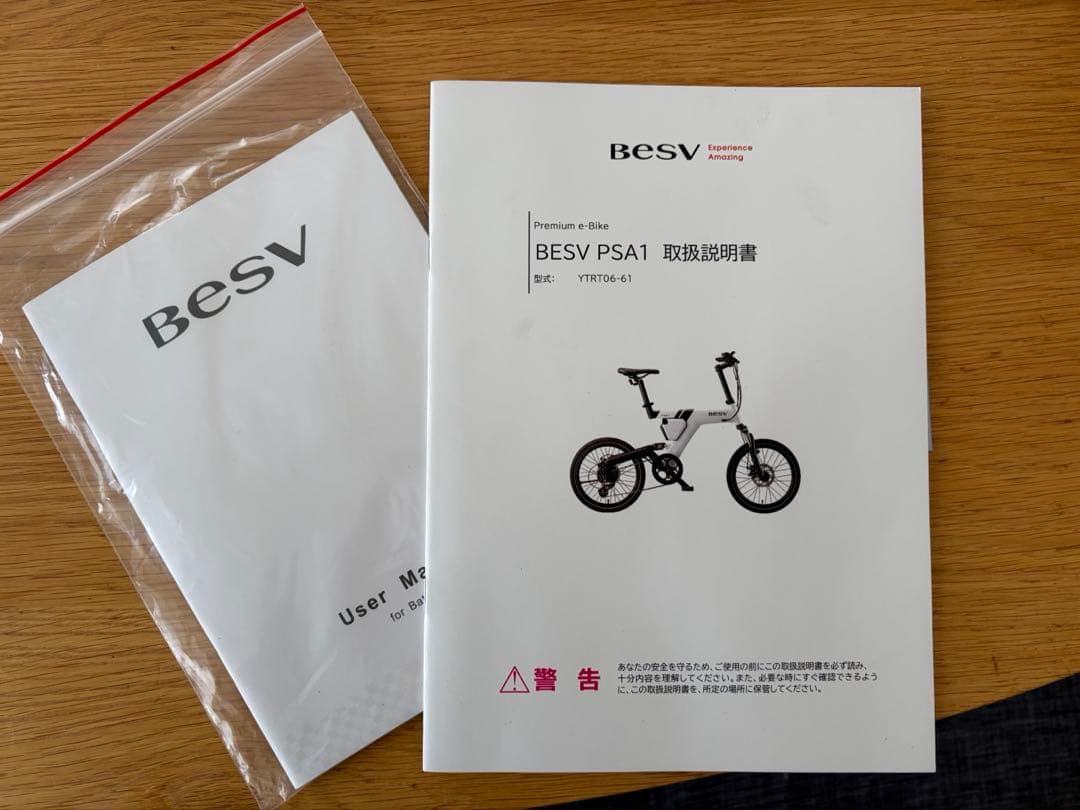 BESV
User Ma
for Bat
BESV Experience
Amazing
Premium e-Bike
BESV PSA1 取扱説明書
型式: YTRT06-61
BESV
警告 あなたの安全を守るため、ご使用の前にこの取扱説明書を必ず読み、
十分内容を理解してください。また、必要な時にすぐ確認できるよう
に、この取扱説明書を、所定の場所に保管してください。